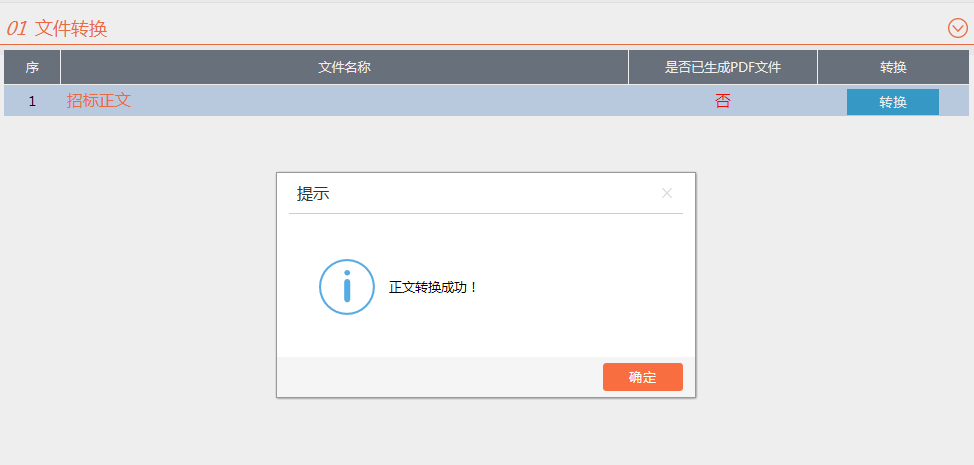 01 文件转换
序 文件名称 是否已生成PDF文件 转换
1 招标正文 否 转换
提示
正文转换成功！
确定